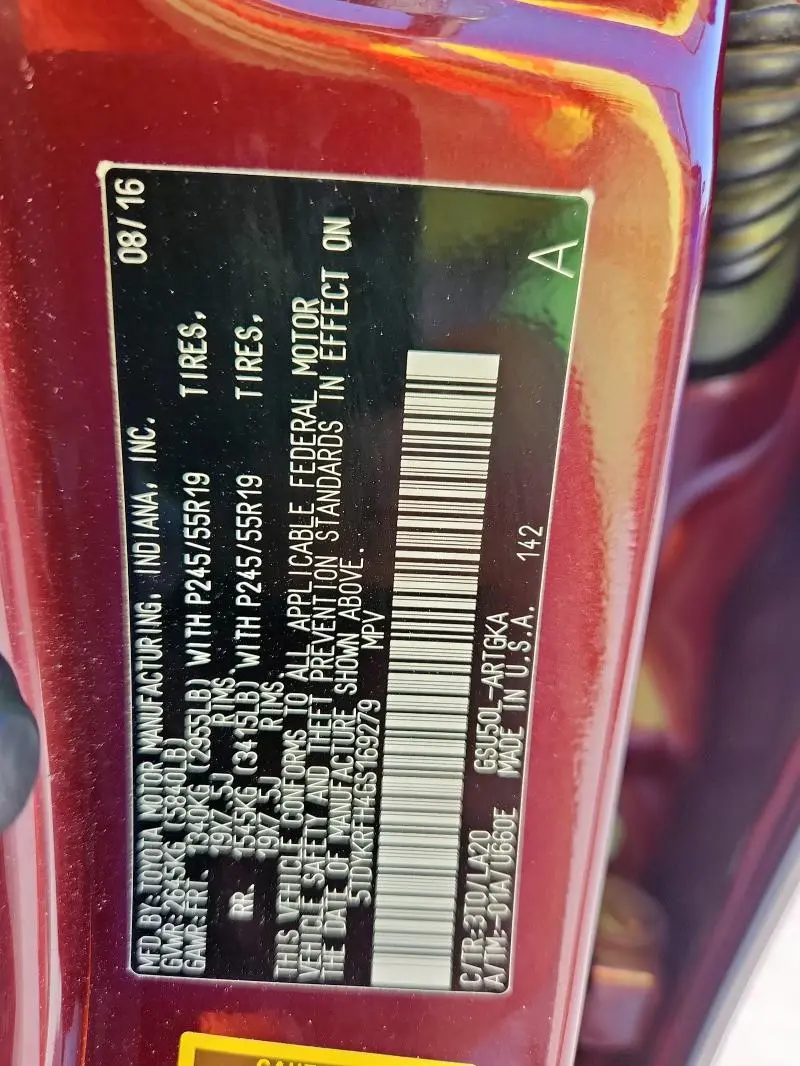 MFD BY: TOYOTA MOTOR MANUFACTURING, INDIANA, INC. 08/16
GVWR: 2655KG (5840LB)
GAWR: FRT. 1340KG (2955LB) WITH P245/55R19 TIRES,
19X7.5J RIMS.
RR. 1545KG (3415LB) WITH P245/55R19 TIRES,
19X7.5J RIMS.
THIS VEHICLE CONFORMS TO ALL APPLICABLE FEDERAL MOTOR
VEHICLE SAFETY AND THEFT PREVENTION STANDARDS IN EFFECT ON
THE DATE OF MANUFACTURE SHOWN ABOVE.
5TDYKRFH4GS169279 MPV
C/TR: 3T0/LA20 GSU50L-ARTGKA
A/TM: -01A/U660E MADE IN U.S.A. 142
A